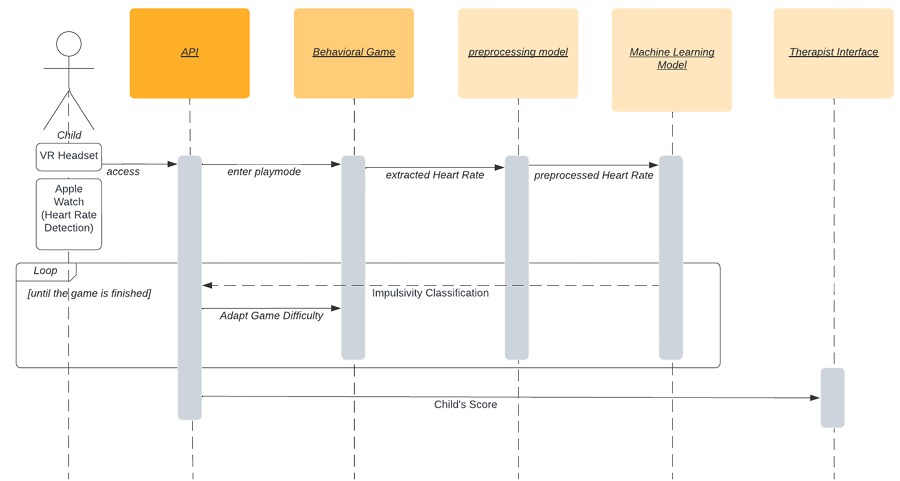 API
Behavioral Game
preprocessing model
Machine Learning
Model
Therapist Interface
Child
VR Headset
access
enter playmode
extracted Heart Rate
preprocessed Heart Rate
Apple
Watch
(Heart Rate
Detection)
Loop
[until the game is finished]
Impulsivity Classification
Adapt Game Difficulty
Child's Score